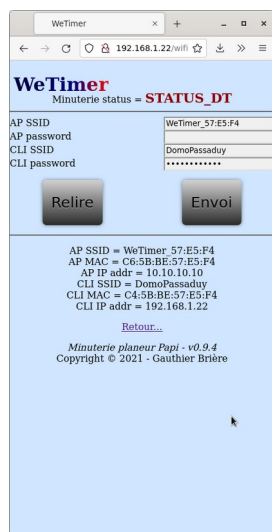 WeTimer
192.168.1.22/wifi
WeTimer
Minuterie status = STATUS_DT
AP SSID WeTimer_57:E5:F4
AP password
CLI SSID DomoPassaduy
CLI password ••••••••••••
Relire Envoi
AP SSID = WeTimer_57:E5:F4
AP MAC = C6:5B:BE:57:E5:F4
AP IP addr = 10.10.10.10
CLI SSID = DomoPassaduy
CLI MAC = C4:5B:BE:57:E5:F4
CLI IP addr = 192.168.1.22
Retour...
Minuterie planeur Papi - v0.9.4
Copyright © 2021 - Gauthier Brière